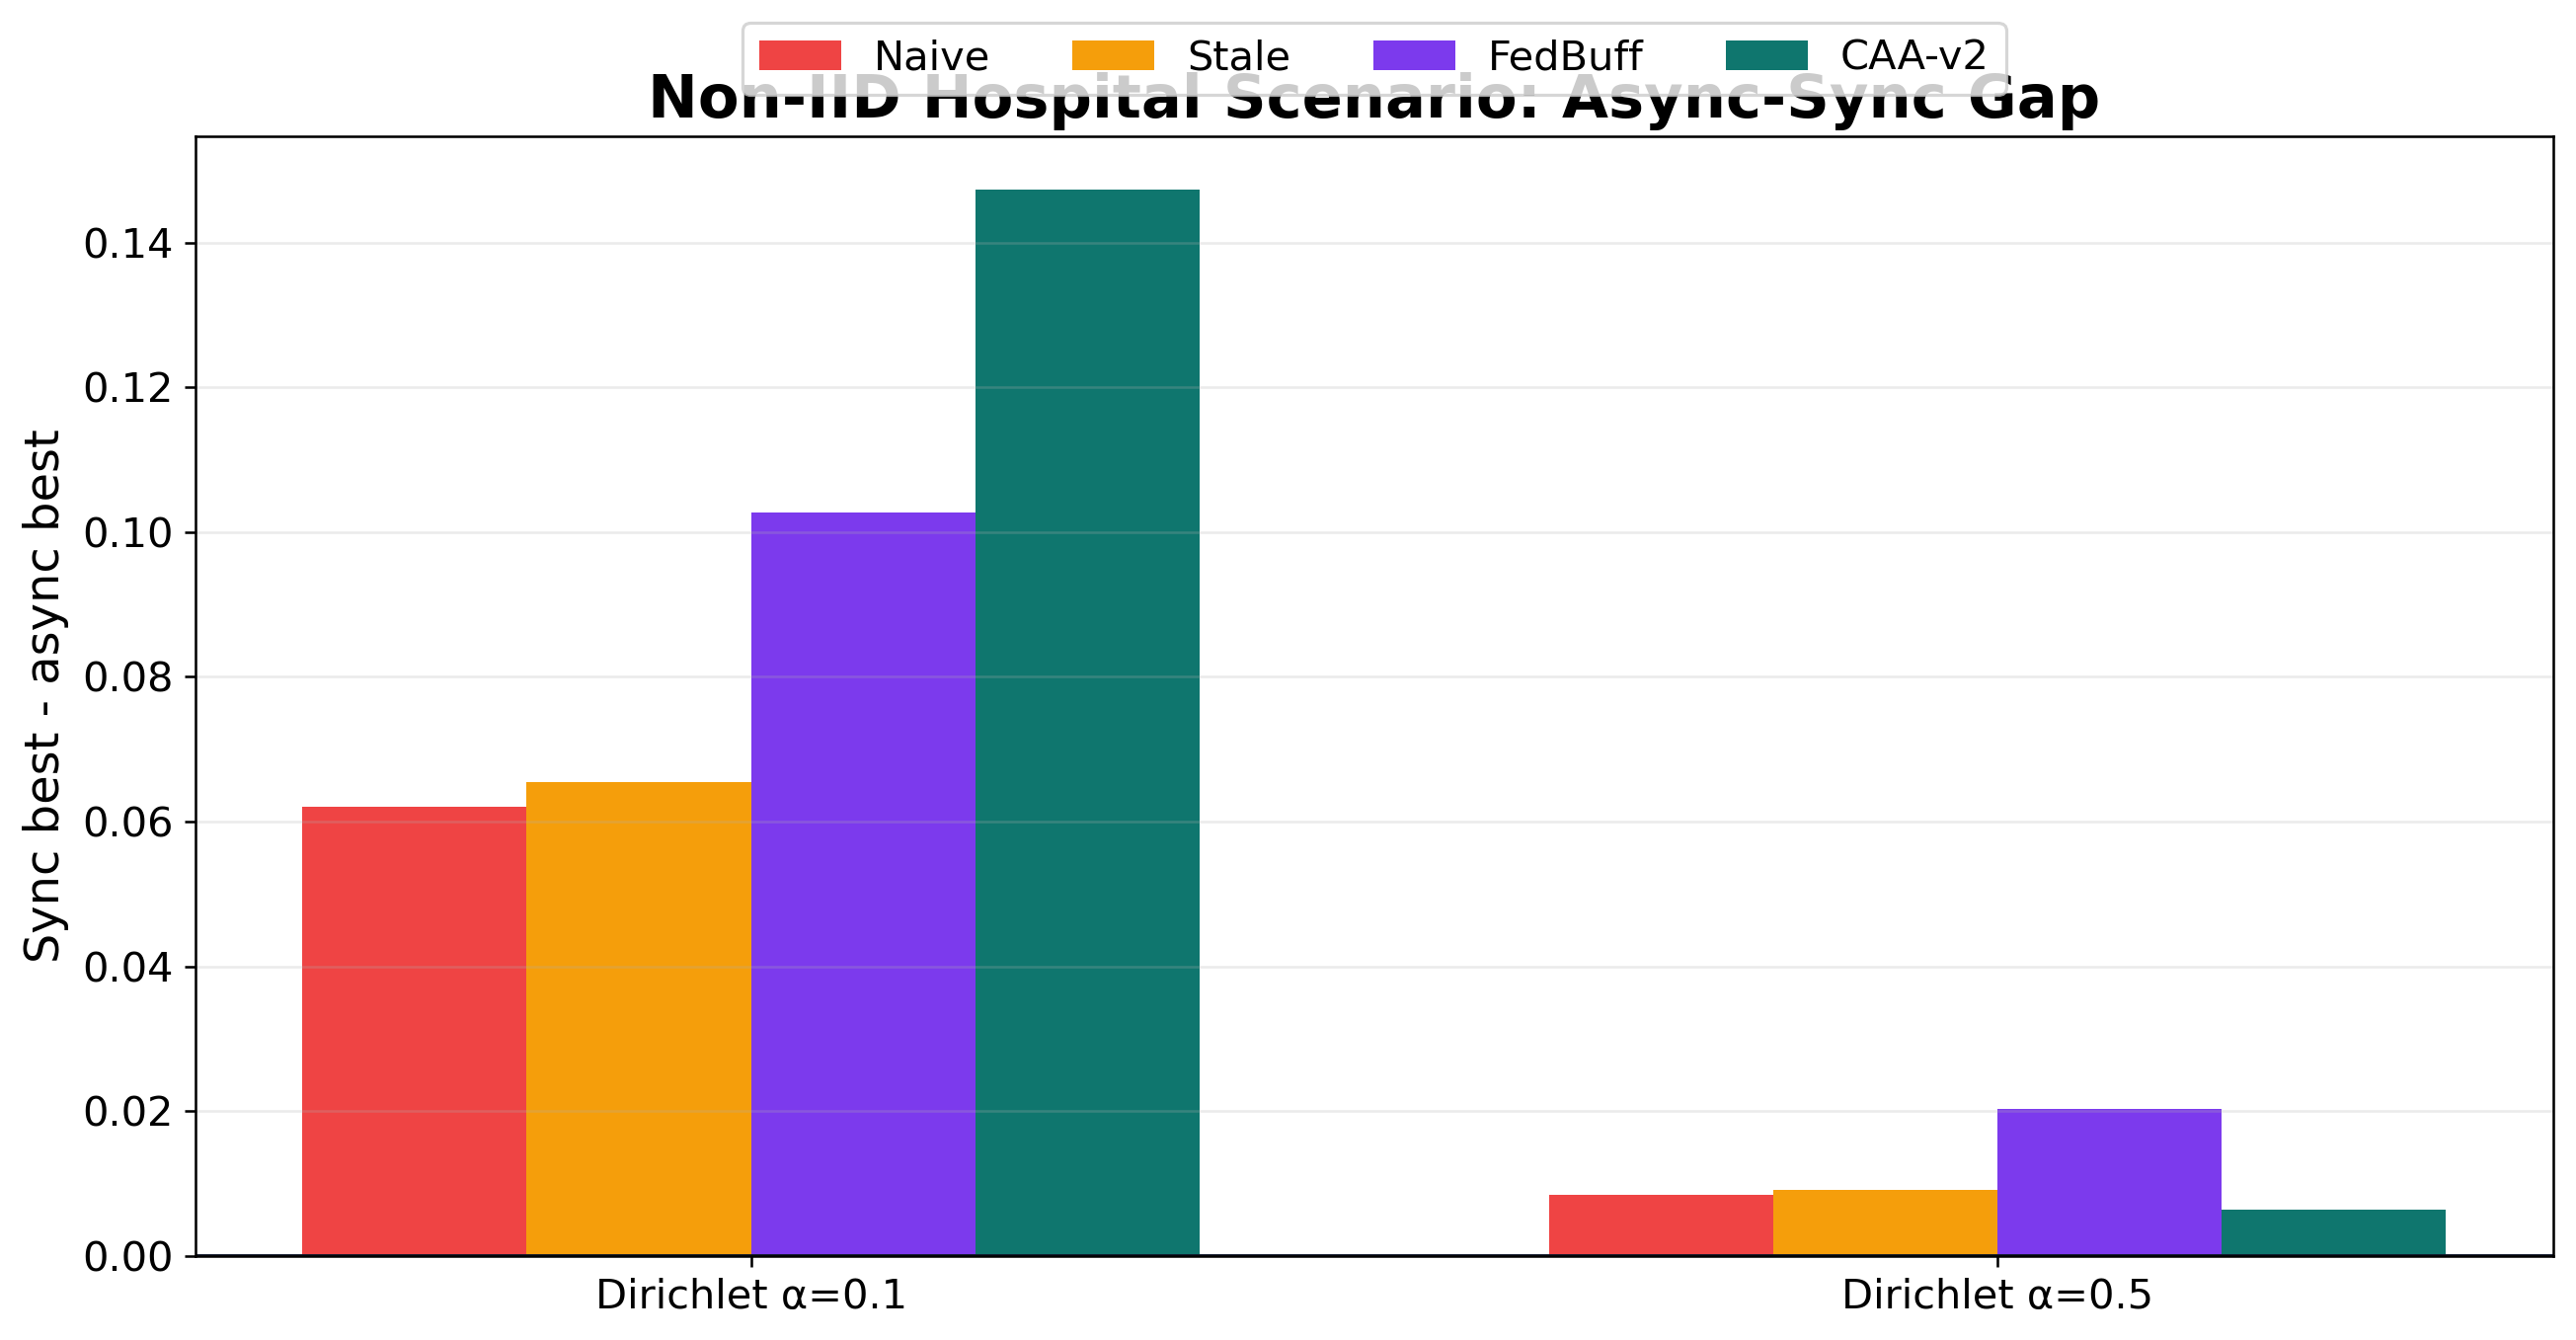 Naive Stale FedBuff CAA-v2
Non-IID Hospital Scenario: Async-Sync Gap
Sync best - async best
0.14
0.12
0.10
0.08
0.06
0.04
0.02
0.00
Dirichlet α=0.1 Dirichlet α=0.5